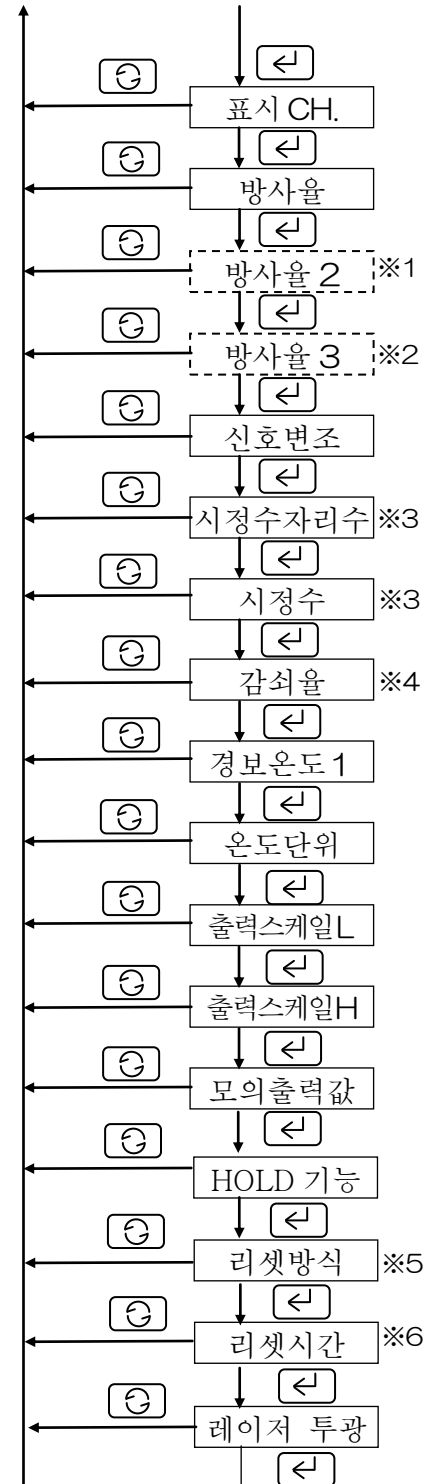 표시 CH.
방사율
방사율 2 ※1
방사율 3 ※2
신호변조
시정수자리수 ※3
시정수 ※3
감쇠율 ※4
경보온도1
온도단위
출력스케일L
출력스케일H
모의출력값
HOLD 기능
리셋방식 ※5
리셋시간 ※6
레이저 투광